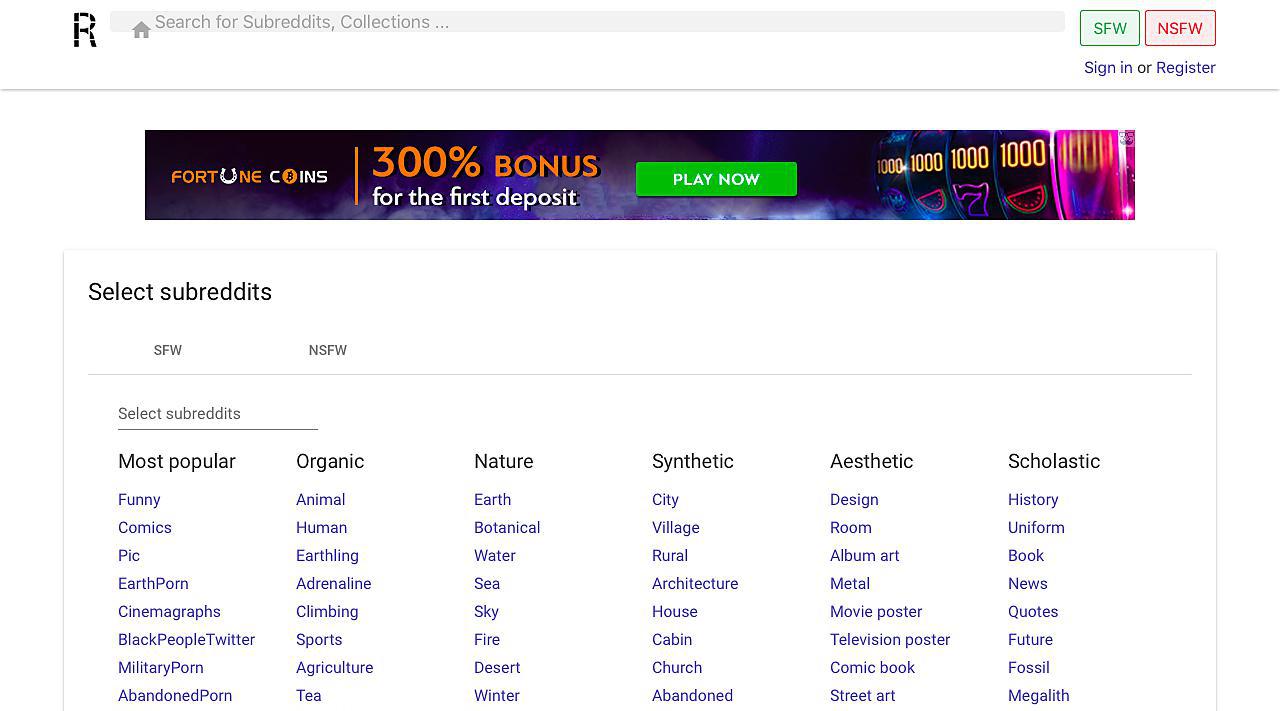 R
Search for Subreddits, Collections ...
SFW
NSFW
Sign in or Register
FORTUNE COINS
300% BONUS
for the first deposit
PLAY NOW
1000 1000 1000 1000
Select subreddits
SFW
NSFW
Select subreddits
Most popular
Funny
Comics
Pic
EarthPorn
Cinemagraphs
BlackPeopleTwitter
MilitaryPorn
AbandonedPorn
Organic
Animal
Human
Earthling
Adrenaline
Climbing
Sports
Agriculture
Tea
Nature
Earth
Botanical
Water
Sea
Sky
Fire
Desert
Winter
Synthetic
City
Village
Rural
Architecture
House
Cabin
Church
Abandoned
Aesthetic
Design
Room
Album art
Metal
Movie poster
Television poster
Comic book
Street art
Scholastic
History
Uniform
Book
News
Quotes
Future
Fossil
Megalith